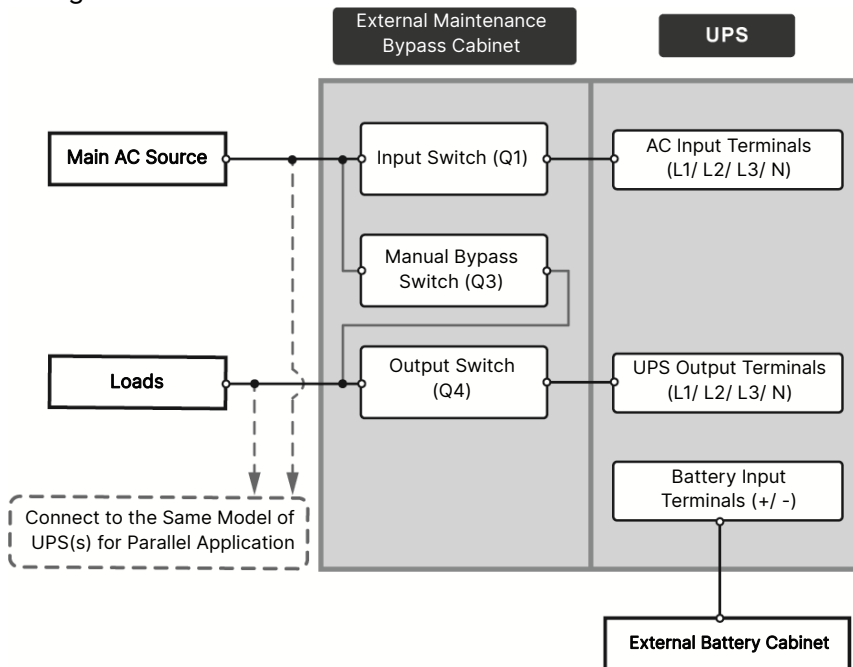 External Maintenance
Bypass Cabinet
UPS
Main AC Source
Input Switch (Q1)
AC Input Terminals
(L1/ L2/ L3/ N)
Manual Bypass
Switch (Q3)
Loads
Output Switch
(Q4)
UPS Output Terminals
(L1/ L2/ L3/ N)
Battery Input
Terminals (+/ -)
Connect to the Same Model of
UPS(s) for Parallel Application
External Battery Cabinet